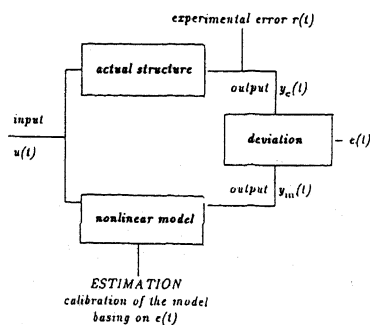 experimental error r(t)
actual structure
output y_e(t)
input
u(t)
deviation
e(t)
output y_m(t)
nonlinear model
ESTIMATION
calibration of the model
basing on e(t)